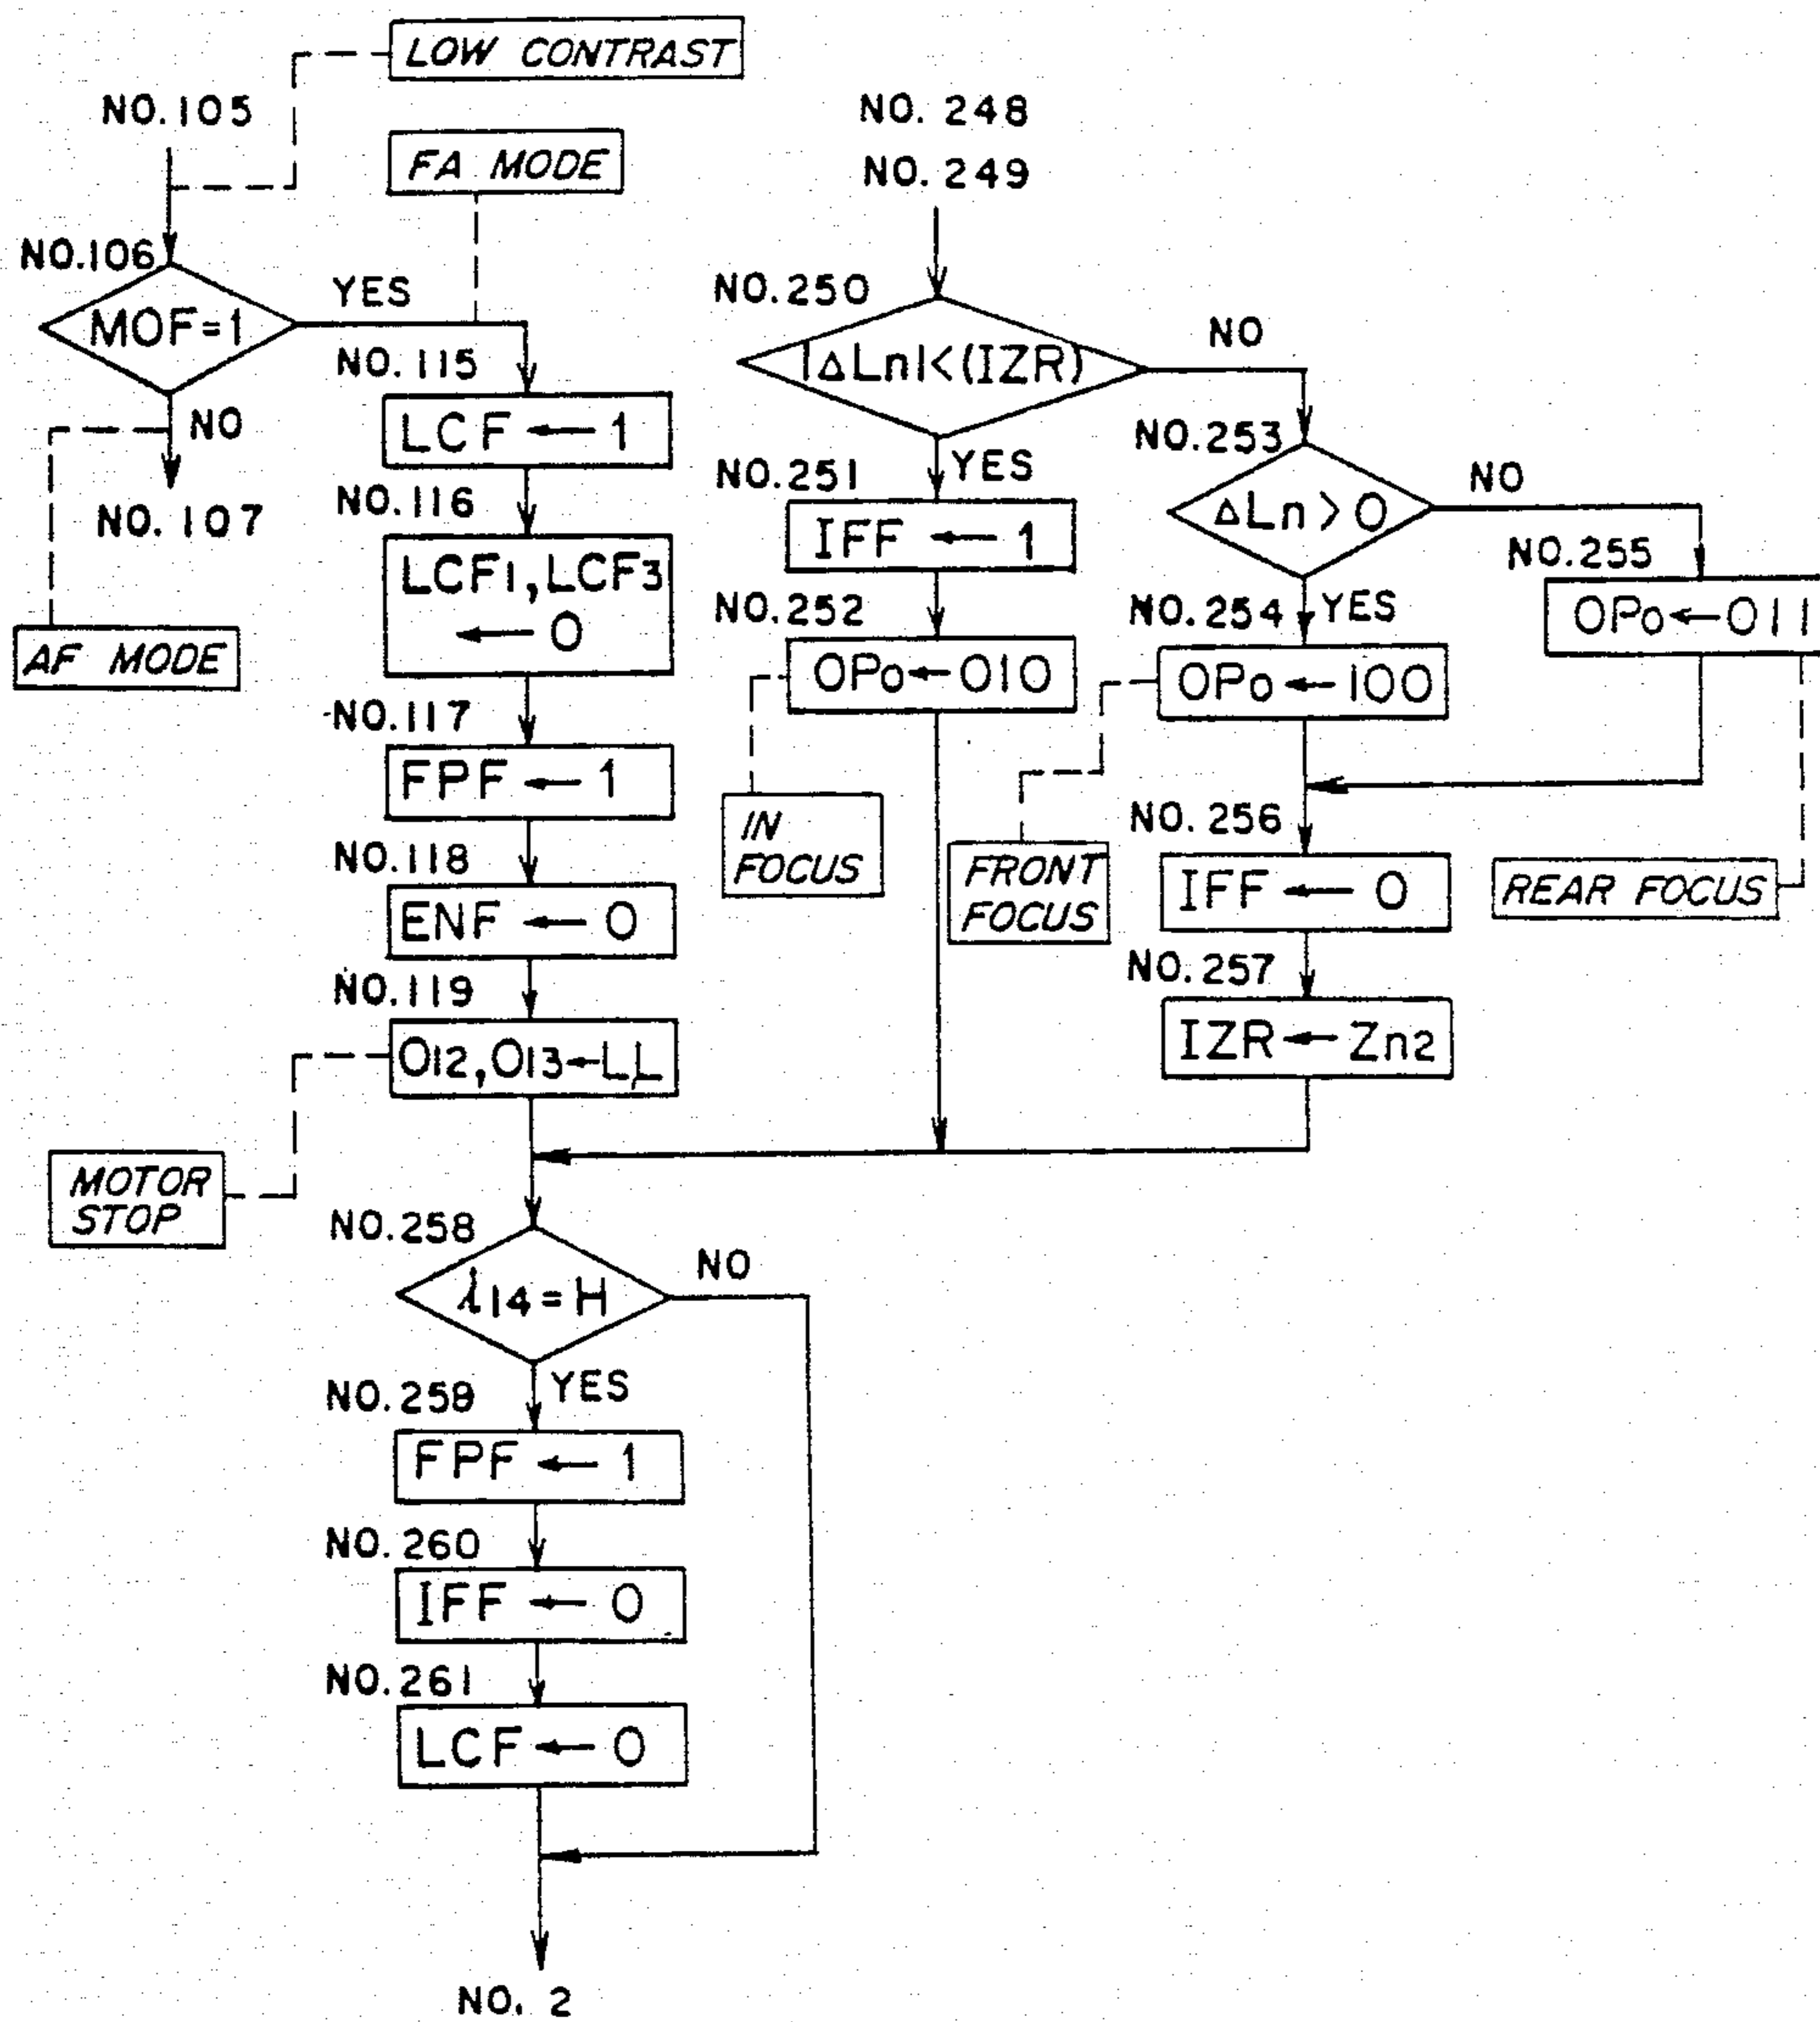 LOW CONTRAST
NO.105
FA MODE
NO.106
MOF=1
YES
NO
NO.107
AF MODE
NO.115
LCF ← 1
NO.116
LCF1, LCF3
← 0
NO.117
FPF ← 1
NO.118
ENF ← 0
NO.119
O12, O13 ← LL
MOTOR
STOP
NO. 248
NO. 249
NO.250
|ΔLn|<(IZR)
NO
YES
NO.251
IFF ← 1
NO.252
OPo ← 010
IN
FOCUS
NO.253
ΔLn > 0
NO
YES
NO.254
OPo ← 100
FRONT
FOCUS
NO.255
OPo ← 011
REAR FOCUS
NO.256
IFF ← 0
NO.257
IZR ← Zn2
NO.258
i14 = H
NO
YES
NO.259
FPF ← 1
NO.260
IFF ← 0
NO.261
LCF ← 0
NO. 2